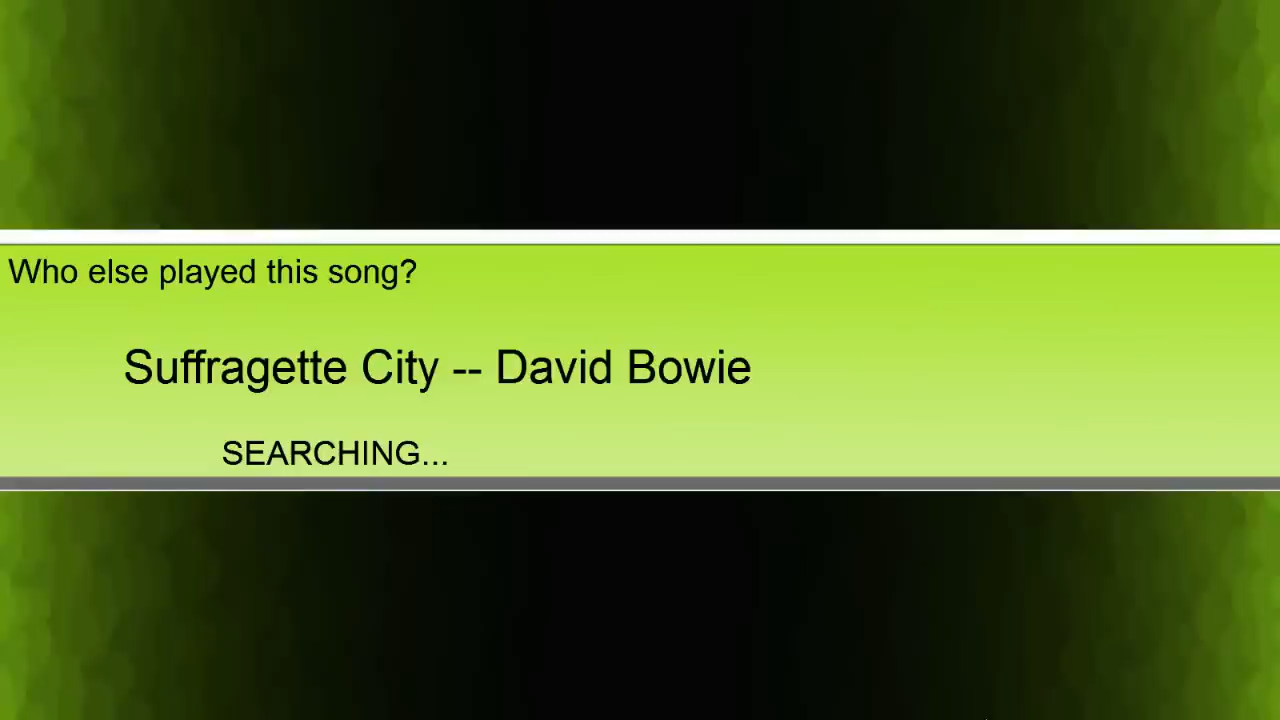 Who else played this song?
Suffragette City -- David Bowie
SEARCHING...